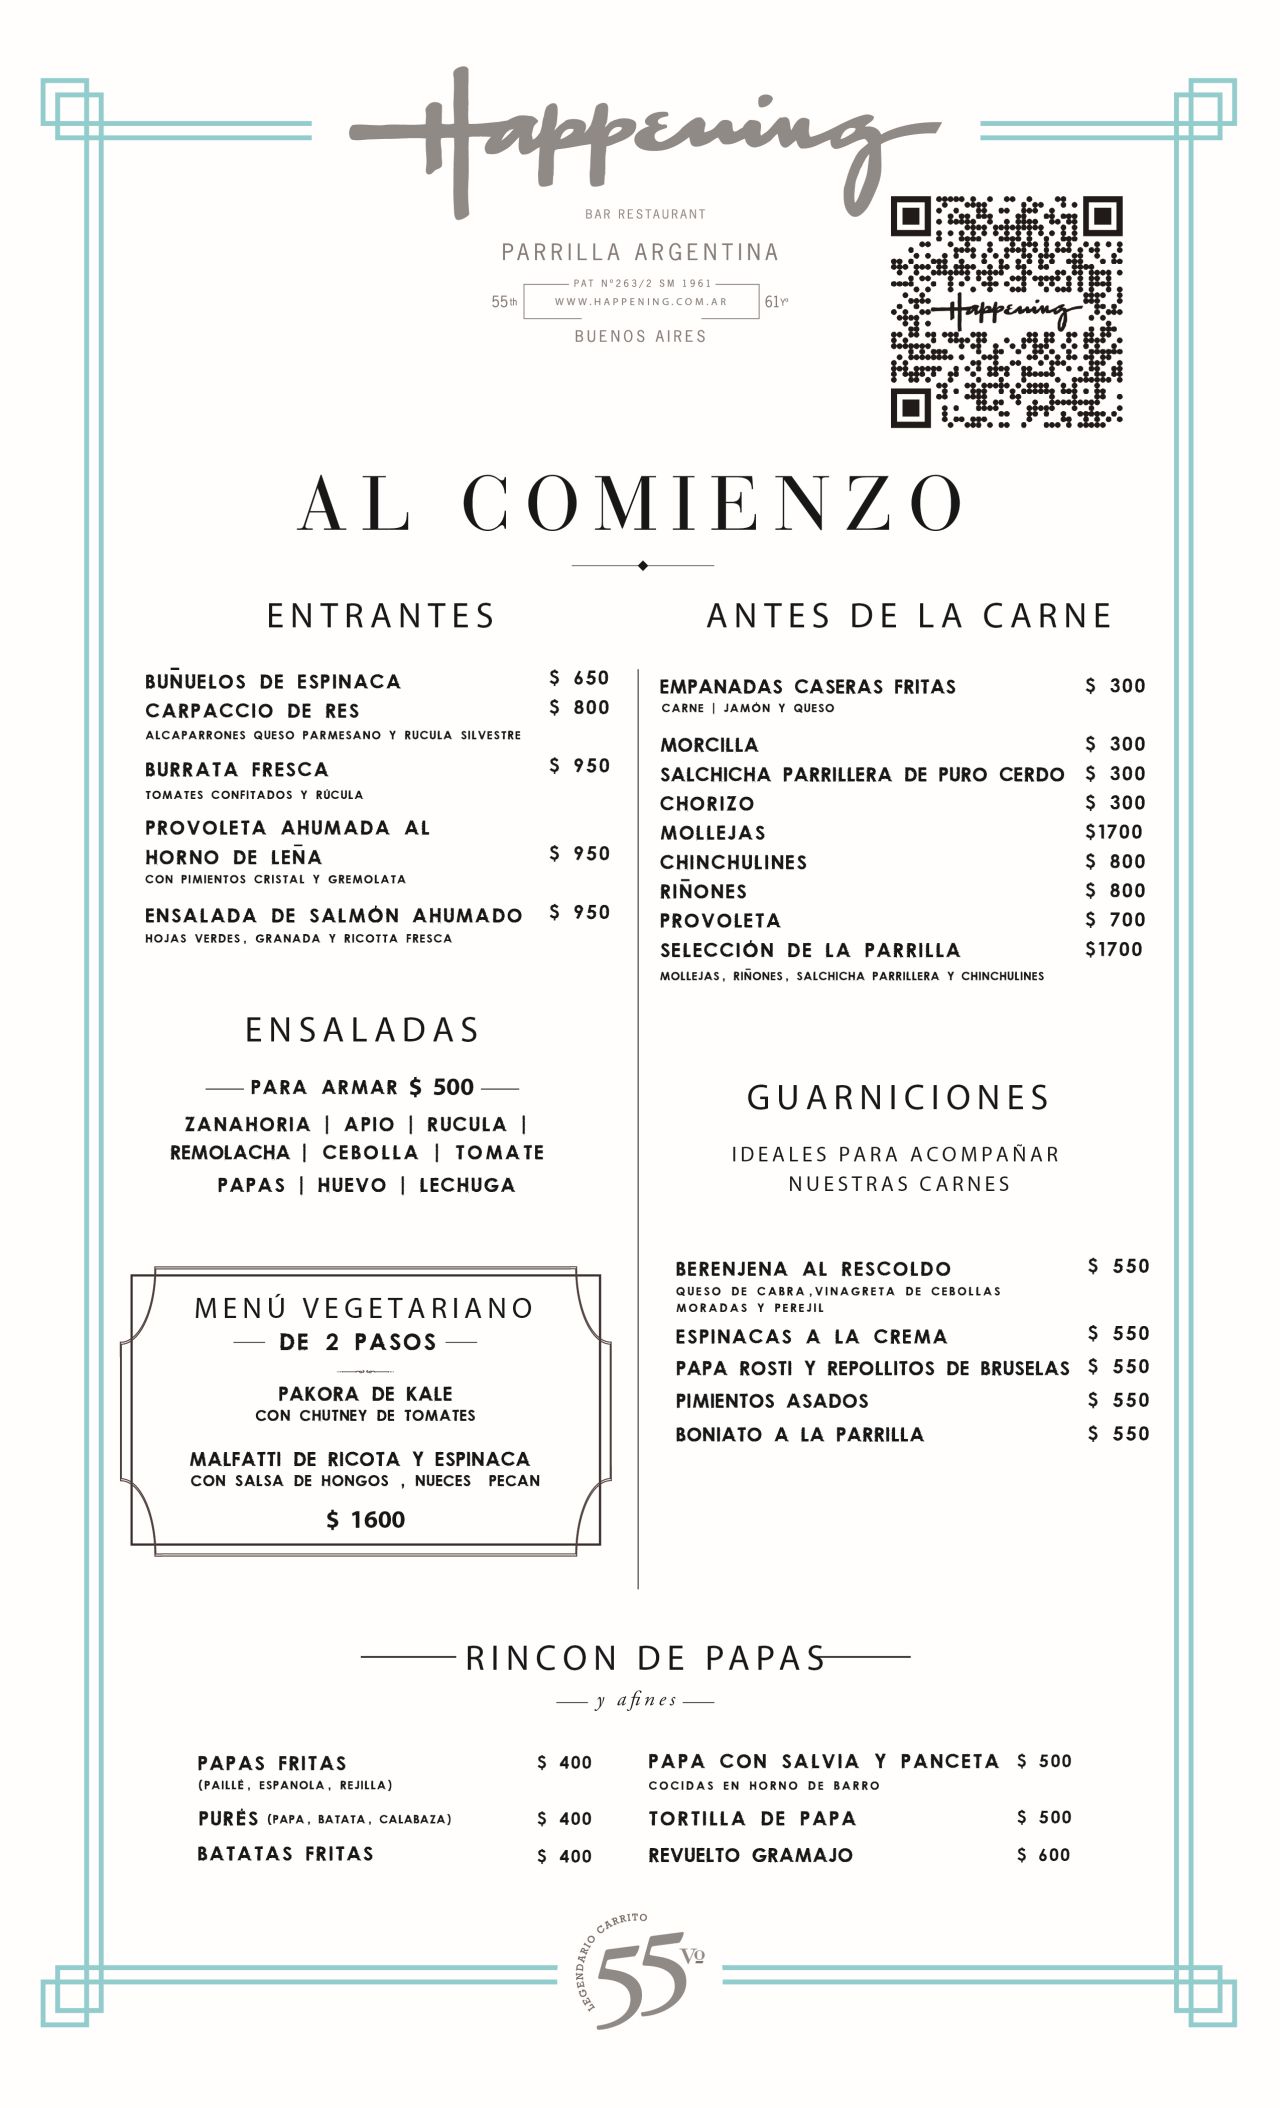 Happening
BAR RESTAURANT
PARRILLA ARGENTINA
PAT Nº263/2 SM 1961
55th WWW.HAPPENING.COM.AR 61Yº
BUENOS AIRES
Happening
AL COMIENZO
ENTRANTES
BUÑUELOS DE ESPINACA $ 650
CARPACCIO DE RES $ 800
ALCAPARRONES QUESO PARMESANO Y RUCULA SILVESTRE
BURRATA FRESCA $ 950
TOMATES CONFITADOS Y RÚCULA
PROVOLETA AHUMADA AL
HORNO DE LEÑA $ 950
CON PIMIENTOS CRISTAL Y GREMOLATA
ENSALADA DE SALMÓN AHUMADO $ 950
HOJAS VERDES, GRANADA Y RICOTTA FRESCA
ENSALADAS
PARA ARMAR $ 500
ZANAHORIA | APIO | RUCULA |
REMOLACHA | CEBOLLA | TOMATE
PAPAS | HUEVO | LECHUGA
MENÚ VEGETARIANO
DE 2 PASOS
PAKORA DE KALE
CON CHUTNEY DE TOMATES
MALFATTI DE RICOTA Y ESPINACA
CON SALSA DE HONGOS , NUECES PECAN
$ 1600
ANTES DE LA CARNE
EMPANADAS CASERAS FRITAS $ 300
CARNE | JAMÓN Y QUESO
MORCILLA $ 300
SALCHICHA PARRILLERA DE PURO CERDO $ 300
CHORIZO $ 300
MOLLEJAS $1700
CHINCHULINES $ 800
RIÑONES $ 800
PROVOLETA $ 700
SELECCIÓN DE LA PARRILLA $1700
MOLLEJAS, RIÑONES, SALCHICHA PARRILLERA Y CHINCHULINES
GUARNICIONES
IDEALES PARA ACOMPAÑAR
NUESTRAS CARNES
BERENJENA AL RESCOLDO $ 550
QUESO DE CABRA,VINAGRETA DE CEBOLLAS
MORADAS Y PEREJIL
ESPINACAS A LA CREMA $ 550
PAPA ROSTI Y REPOLLITOS DE BRUSELAS $ 550
PIMIENTOS ASADOS $ 550
BONIATO A LA PARRILLA $ 550
RINCON DE PAPAS
y afines
PAPAS FRITAS $ 400
(PAILLÉ, ESPANOLA, REJILLA)
PURÉS (PAPA, BATATA, CALABAZA) $ 400
BATATAS FRITAS $ 400
PAPA CON SALVIA Y PANCETA $ 500
COCIDAS EN HORNO DE BARRO
TORTILLA DE PAPA $ 500
REVUELTO GRAMAJO $ 600
LEGENDARIO CARRITO
55Vº